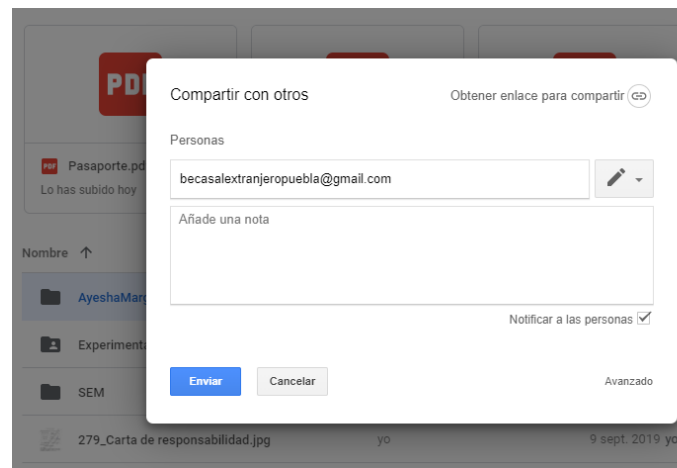 PDF
Compartir con otros
Obtener enlace para compartir
Personas
becasalextranjeropuebla@gmail.com
Añade una nota
Notificar a las personas
Enviar
Cancelar
Avanzado
PDF Pasaporte.pd
Lo has subido hoy
Nombre
AyeshaMarg
Experimenta
SEM
279_Carta de responsabilidad.jpg yo 9 sept. 2019 yo